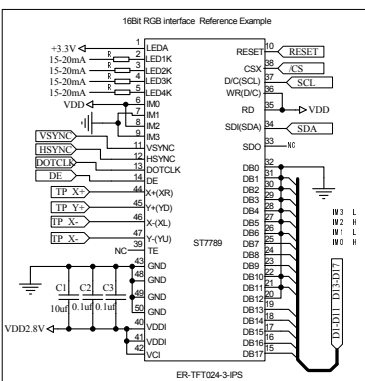 16Bit RGB interface Reference Example
+3.3V 1 LEDA
15-20mA R 2 LED1K
15-20mA R 3 LED2K
15-20mA R 4 LED3K
15-20mA R 5 LED4K
VDD 6 IM0
7 IM1
8 IM2
9 IM3
VSYNC 11 VSYNC
HSYNC 12 HSYNC
DOTCLK 13 DOTCLK
DE 14 DE
TP X+ 44 X+(XR)
TP Y+ 45 Y+(YD)
TP X- 46 X-(XL)
TP X- 47 Y-(YU)
NC 39 TE
43 GND
48 GND
49 GND
50 GND
C1 C2 C3
10uf 0.1uf 0.1uf
VDD2.8V 40 VDDI
41 VDDI
42 VCI
ST7789
RESET 10 RESET
CSX 38 /CS
D/C(SCL) 37 SCL
WR(D/C) 36
RD 35 VDD
SDI(SDA) 34 SDA
SDO 33 NC
DB0 32
DB1 31
DB2 30
DB3 29
DB4 28
DB5 27
DB6 26
DB7 25
DB8 24
DB9 23
DB10 22
DB11 21
DB12 20
DB13 19
DB14 18
DB15 17
DB16 16
DB17 15
IM3 L
IM2 H
IM1 L
IM0 H
D1-D11 D13-D17
ER-TFT024-3-IPS